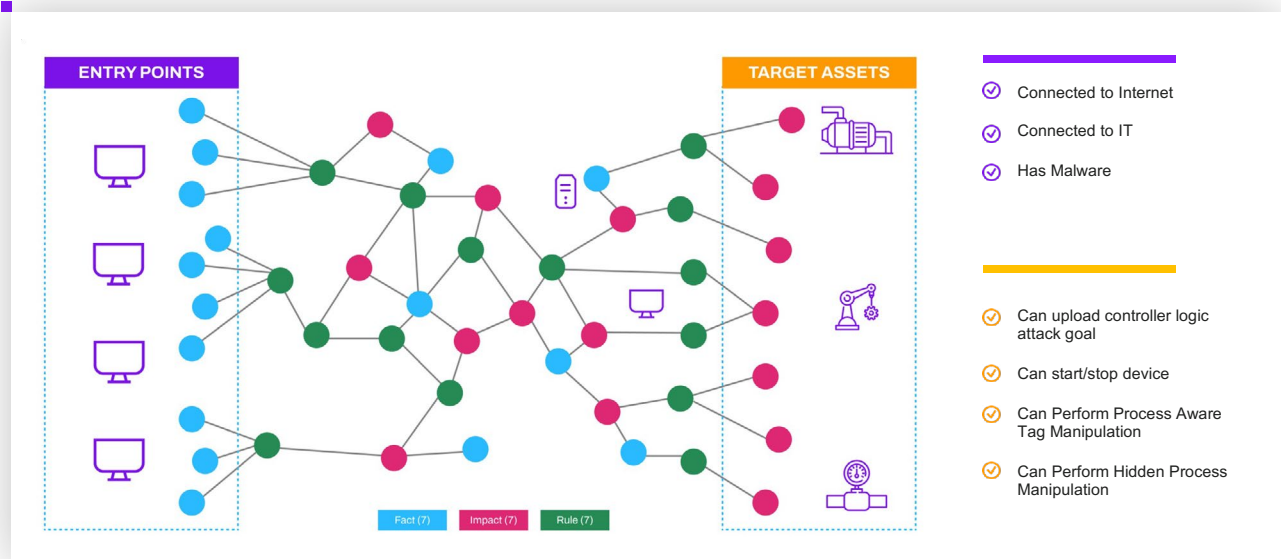 ENTRY POINTS
TARGET ASSETS
Connected to Internet
Connected to IT
Has Malware
Can upload controller logic
attack goal
Can start/stop device
Can Perform Process Aware
Tag Manipulation
Can Perform Hidden Process
Manipulation
Fact (7)
Impact (7)
Rule (7)